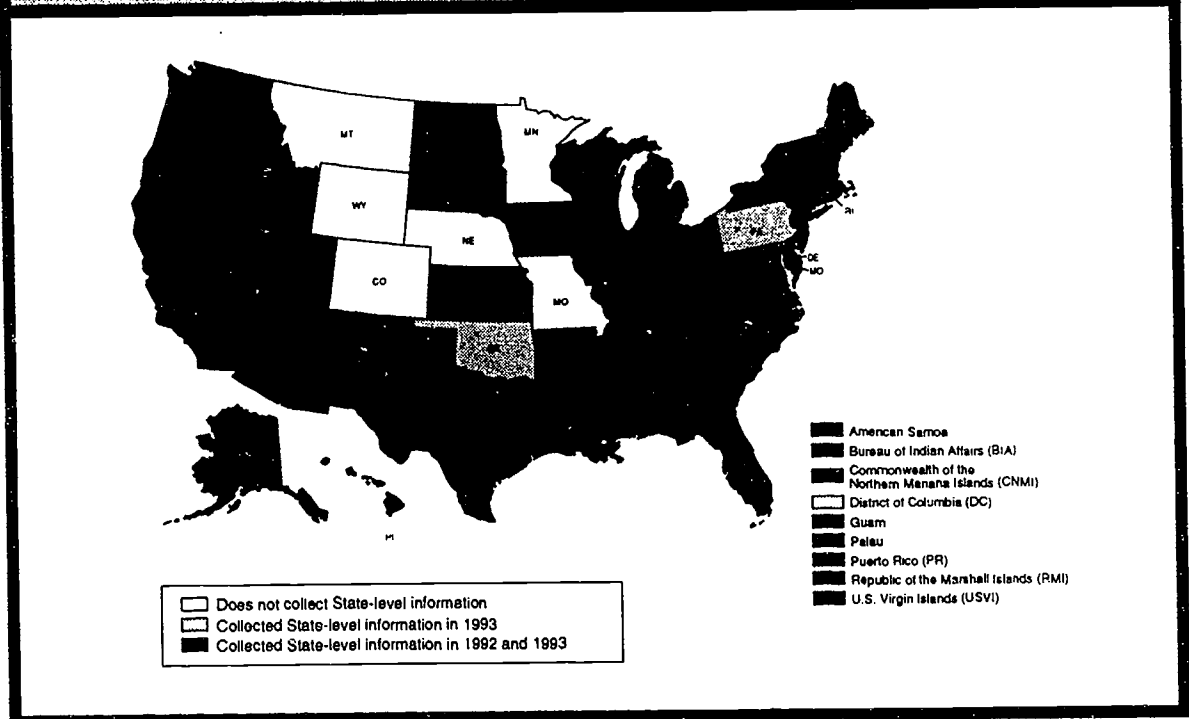 MT
MN
WY
NE
RI
CO
DE
MO
MO
HI
American Samoa
Bureau of Indian Affairs (BIA)
Commonwealth of the
Northern Mariana Islands (CNMI)
District of Columbia (DC)
Guam
Palau
Puerto Rico (PR)
Republic of the Marshall Islands (RMI)
U.S. Virgin Islands (USVI)
Does not collect State-level information
Collected State-level information in 1993
Collected State-level information in 1992 and 1993